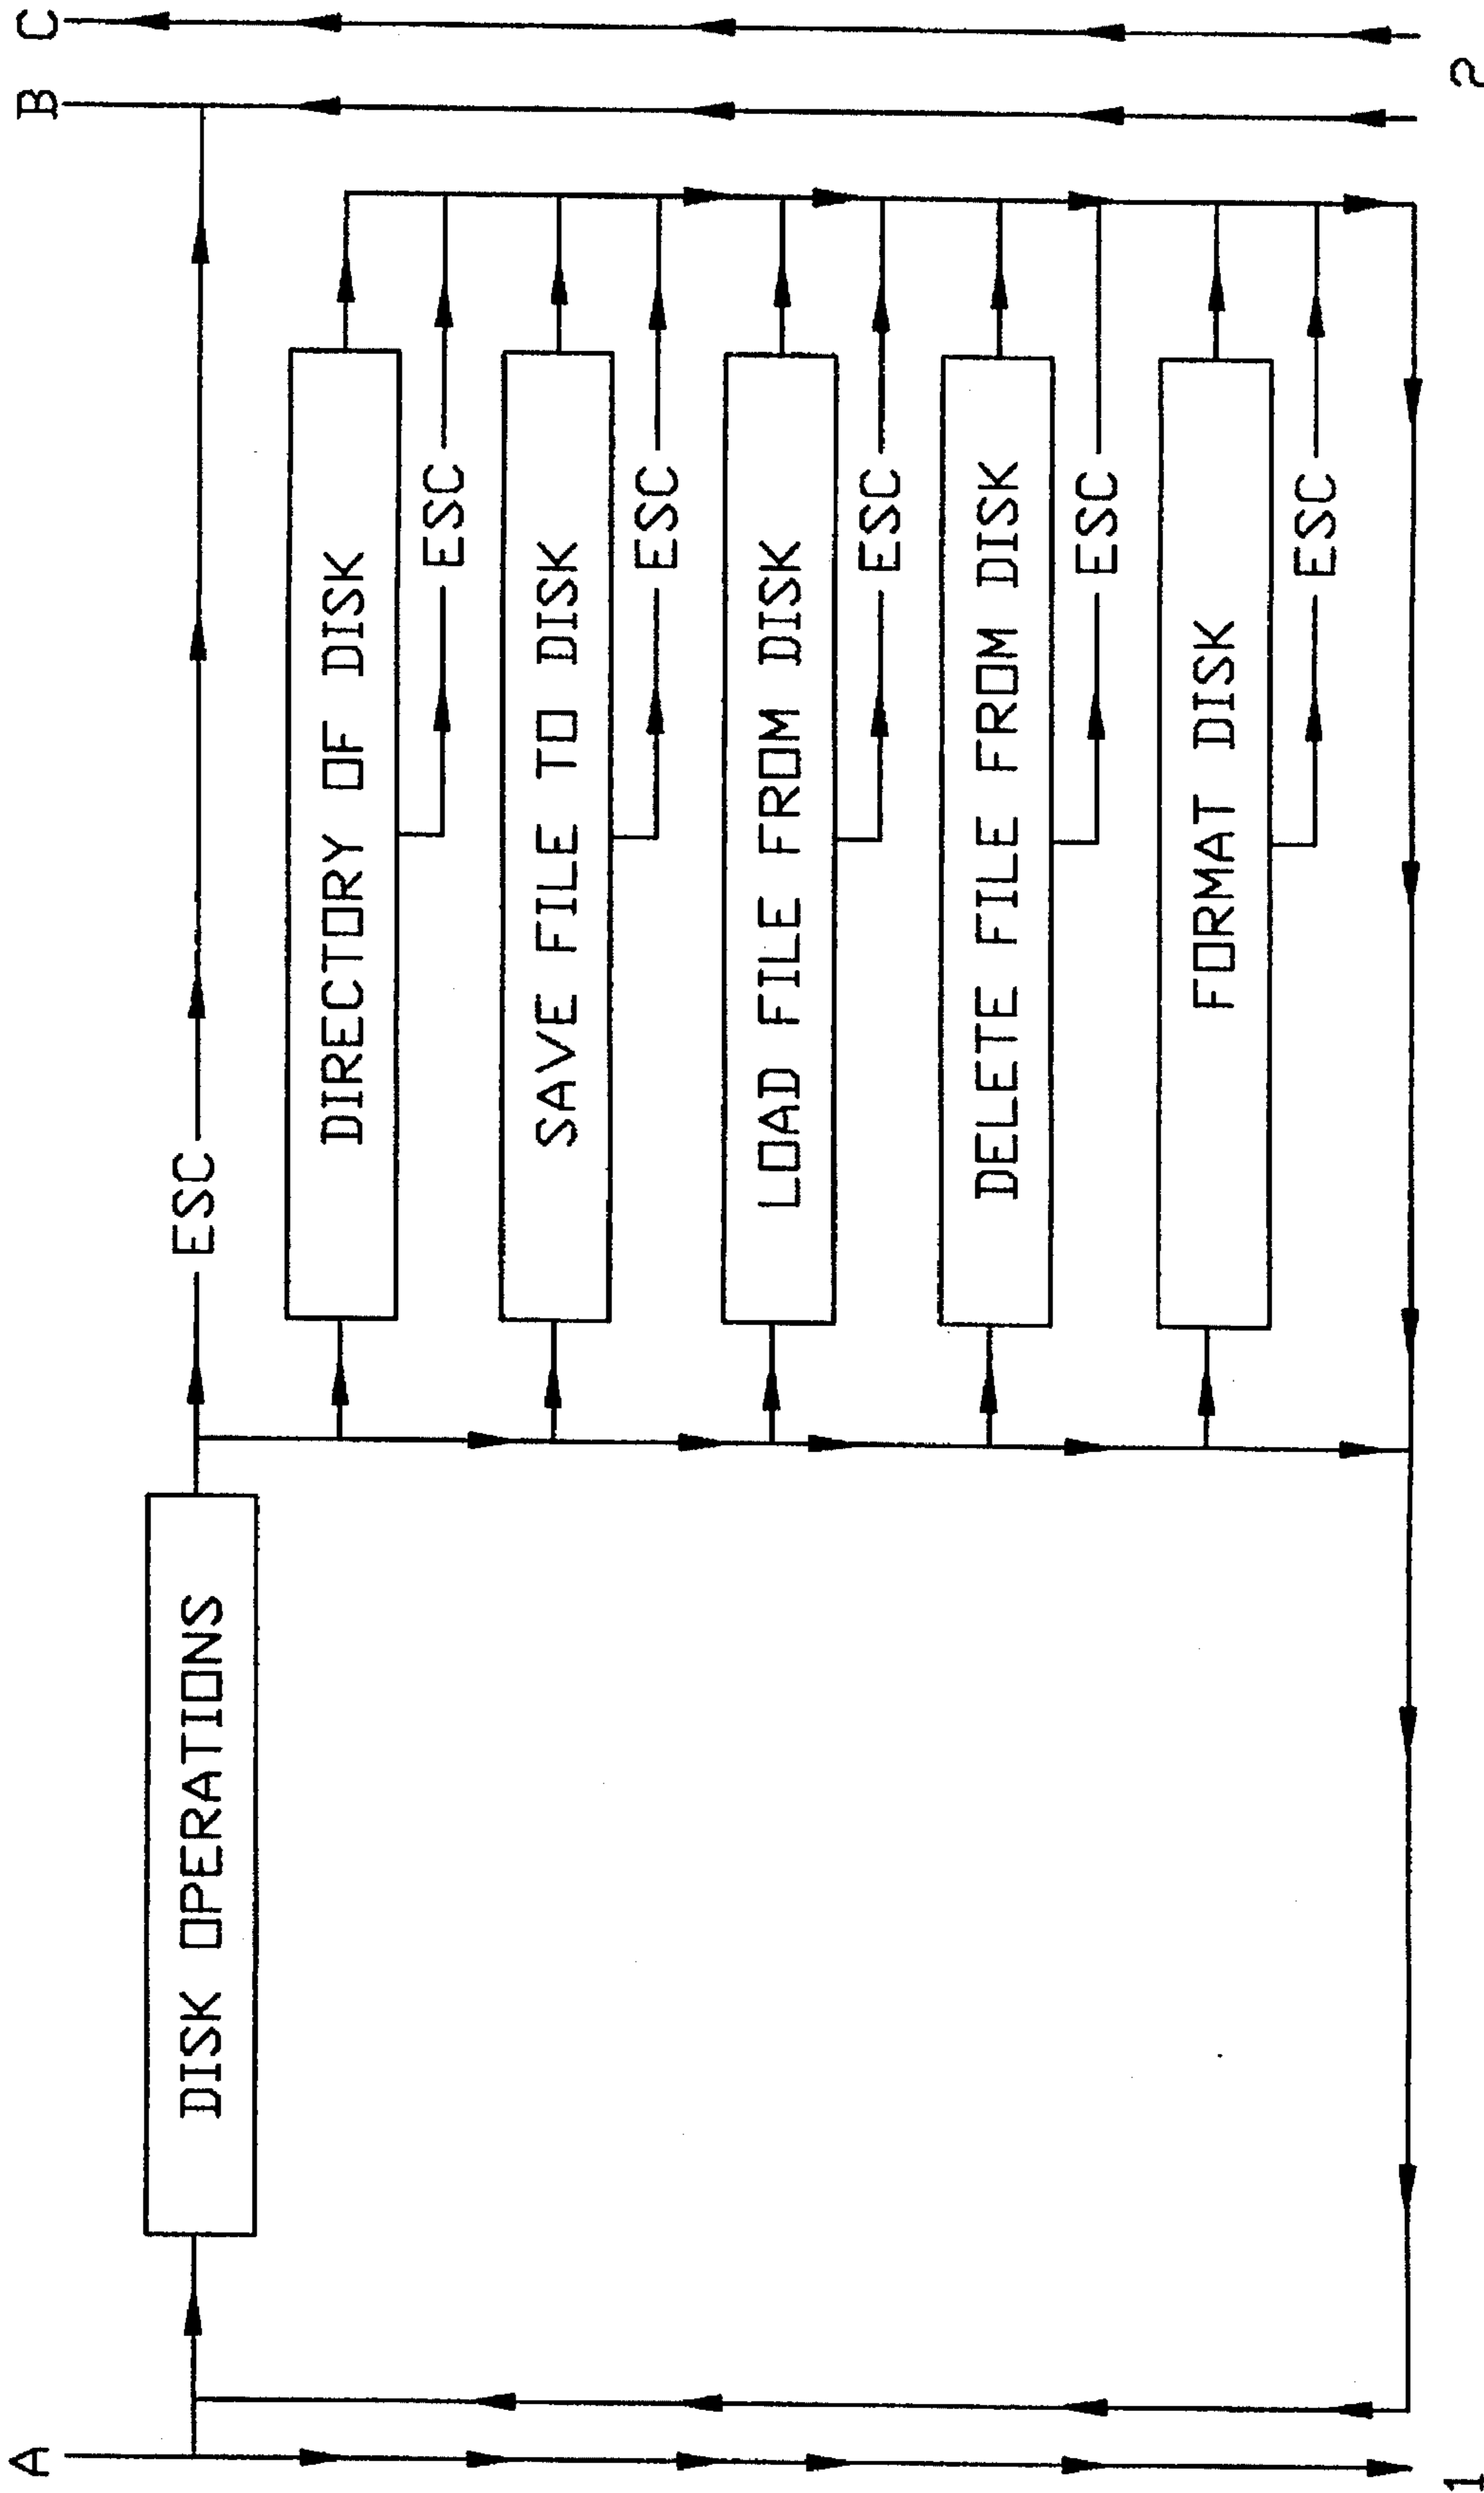 A
B
C
DISK OPERATIONS
ESC
DIRECTORY OF DISK
ESC
SAVE FILE TO DISK
ESC
LOAD FILE FROM DISK
ESC
DELETE FILE FROM DISK
ESC
FORMAT DISK
ESC
1
2